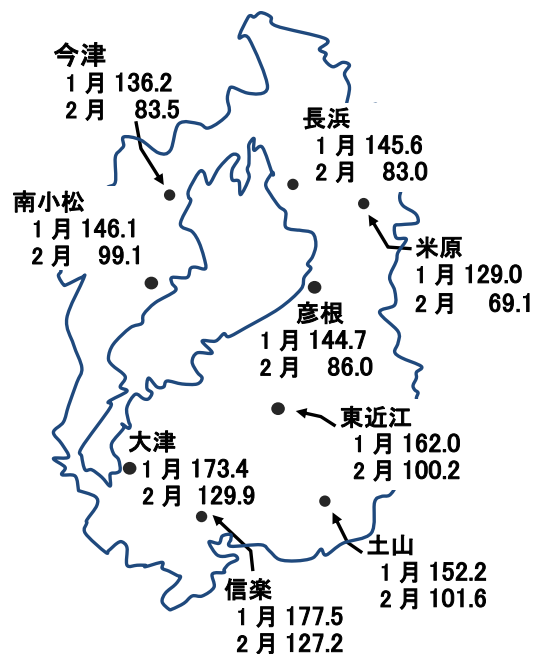 今津
1月 136.2
2月 83.5
長浜
1月 145.6
2月 83.0
南小松
1月 146.1
2月 99.1
米原
1月 129.0
2月 69.1
彦根
1月 144.7
2月 86.0
東近江
1月 162.0
2月 100.2
大津
1月 173.4
2月 129.9
土山
1月 152.2
2月 101.6
信楽
1月 177.5
2月 127.2